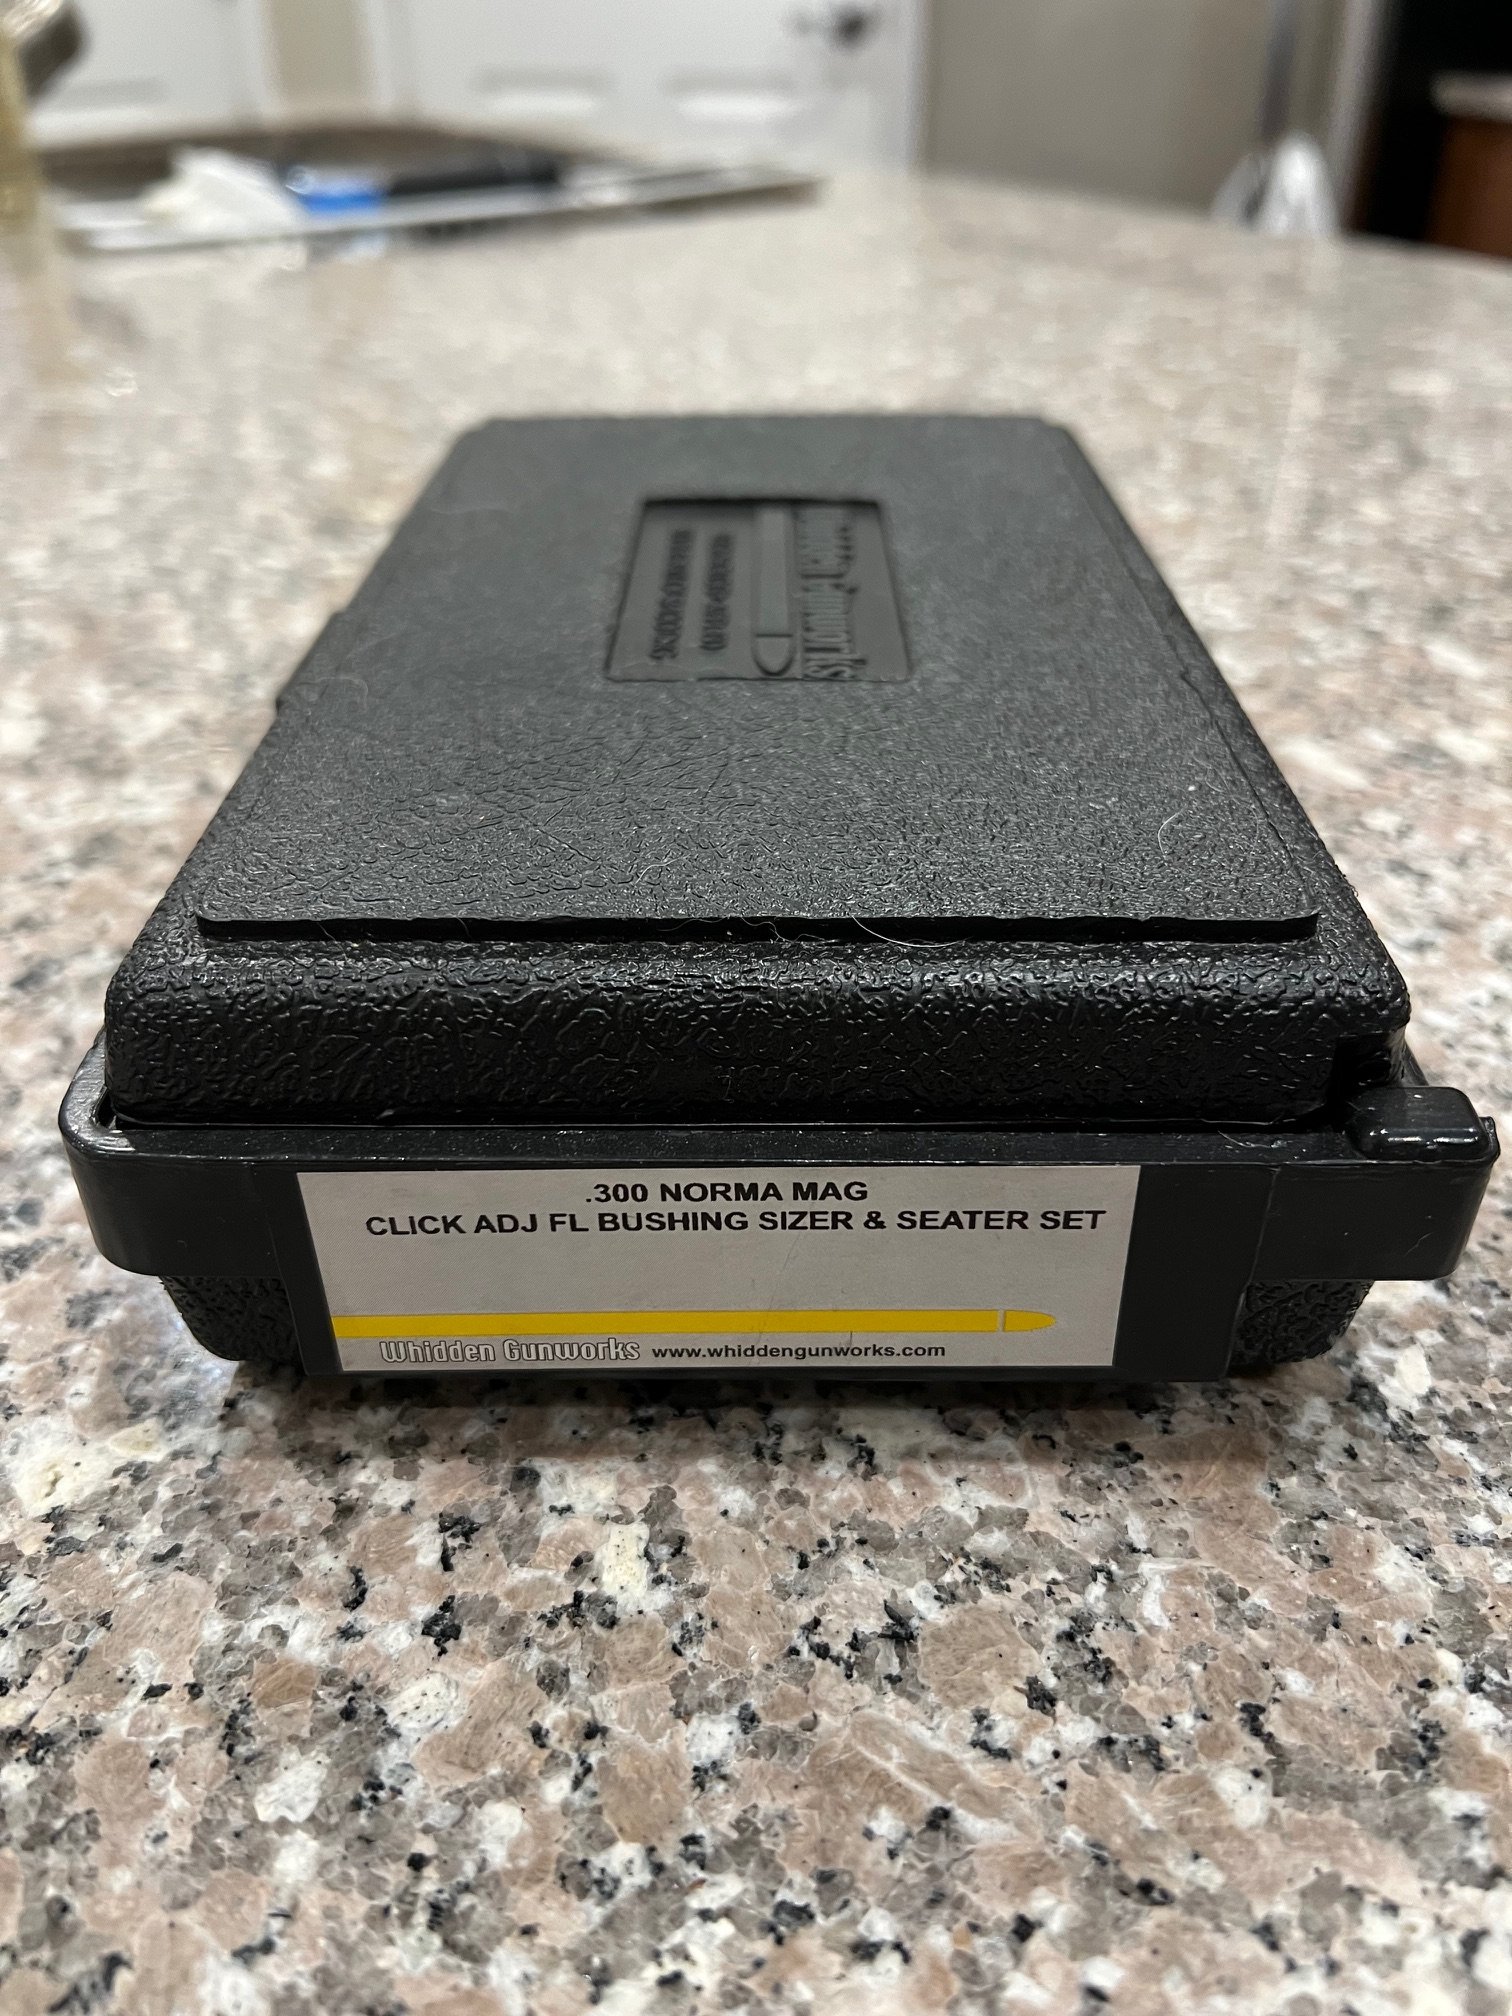 .300 NORMA MAG
CLICK ADJ FL BUSHING SIZER & SEATER SET
Whidden Gunworks www.whiddengunworks.com